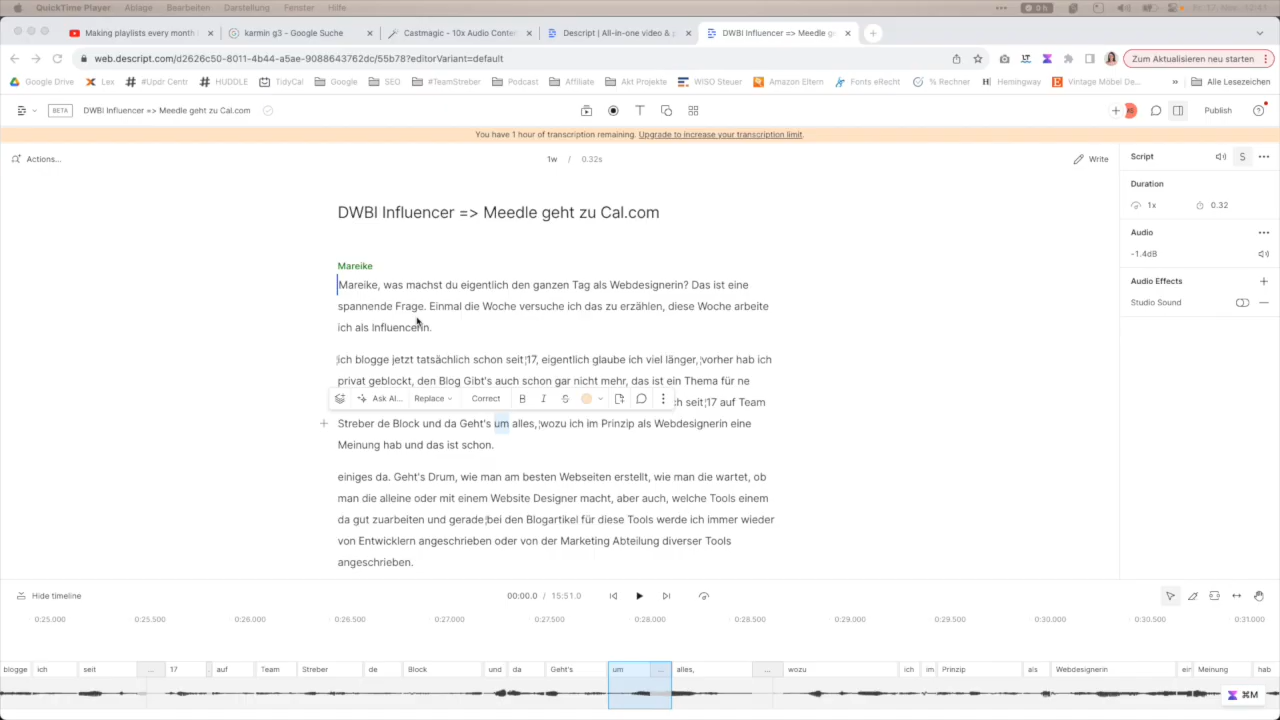 QuickTime Player Ablage Bearbeiten Darstellung Fenster Hilfe
0 h
Making playlists every month
karmin g3 - Google Suche
Castmagic - 10x Audio Conten
Descript | All-in-one video & p
DWBI Influencer => Meedle ge
web.descript.com/d2626c50-8011-4b44-a5ae-9088643762dc/55b78?editorVariant=default
Zum Aktualisieren neu starten
Google Drive Lex #Updr Centr HUDDLE TidyCal Google SEO #TeamStreber Podcast Affiliate Akt Projekte WISO Steuer Amazon Eltern Fonts eRecht % Rechner Hemingway Vintage Möbel De... » Alle Lesezeichen
BETA DWBI Influencer => Meedle geht zu Cal.com
Publish
You have 1 hour of transcription remaining. Upgrade to increase your transcription limit.
Actions...
1w / 0.32s
Write
Script
S
Duration
1x 0.32
Audio
-1.4dB
Audio Effects
Studio Sound
DWBI Influencer => Meedle geht zu Cal.com
Mareike
Mareike, was machst du eigentlich den ganzen Tag als Webdesignerin? Das ist eine
spannende Frage. Einmal die Woche versuche ich das zu erzählen, diese Woche arbeite
ich als Influencerin.
ich blogge jetzt tatsächlich schon seit 17, eigentlich glaube ich viel länger, vorher hab ich
privat geblockt, den Blog Gibt's auch schon gar nicht mehr, das ist ein Thema für ne
Ask AI... Replace Correct B I S
ch seit 17 auf Team
Streber de Block und da Geht's um alles, wozu ich im Prinzip als Webdesignerin eine
Meinung hab und das ist schon.
einiges da. Geht's Drum, wie man am besten Webseiten erstellt, wie man die wartet, ob
man die alleine oder mit einem Website Designer macht, aber auch, welche Tools einem
da gut zuarbeiten und gerade bei den Blogartikel für diese Tools werde ich immer wieder
von Entwicklern angeschrieben oder von der Marketing Abteilung diverser Tools
angeschrieben.
Hide timeline
00:00.0 / 15:51.0
0:25.000 0:25.500 0:26.000 0:26.500 0:27.000 0:27.500 0:28.000 0:28.500 0:29.000 0:29.500 0:30.000 0:30.500 0:31.000
blogge ich seit ... 17 . auf Team Streber de Block und da Geht's um ... alles, ... wozu ich im Prinzip als Webdesignerin eir Meinung hab
⌘M